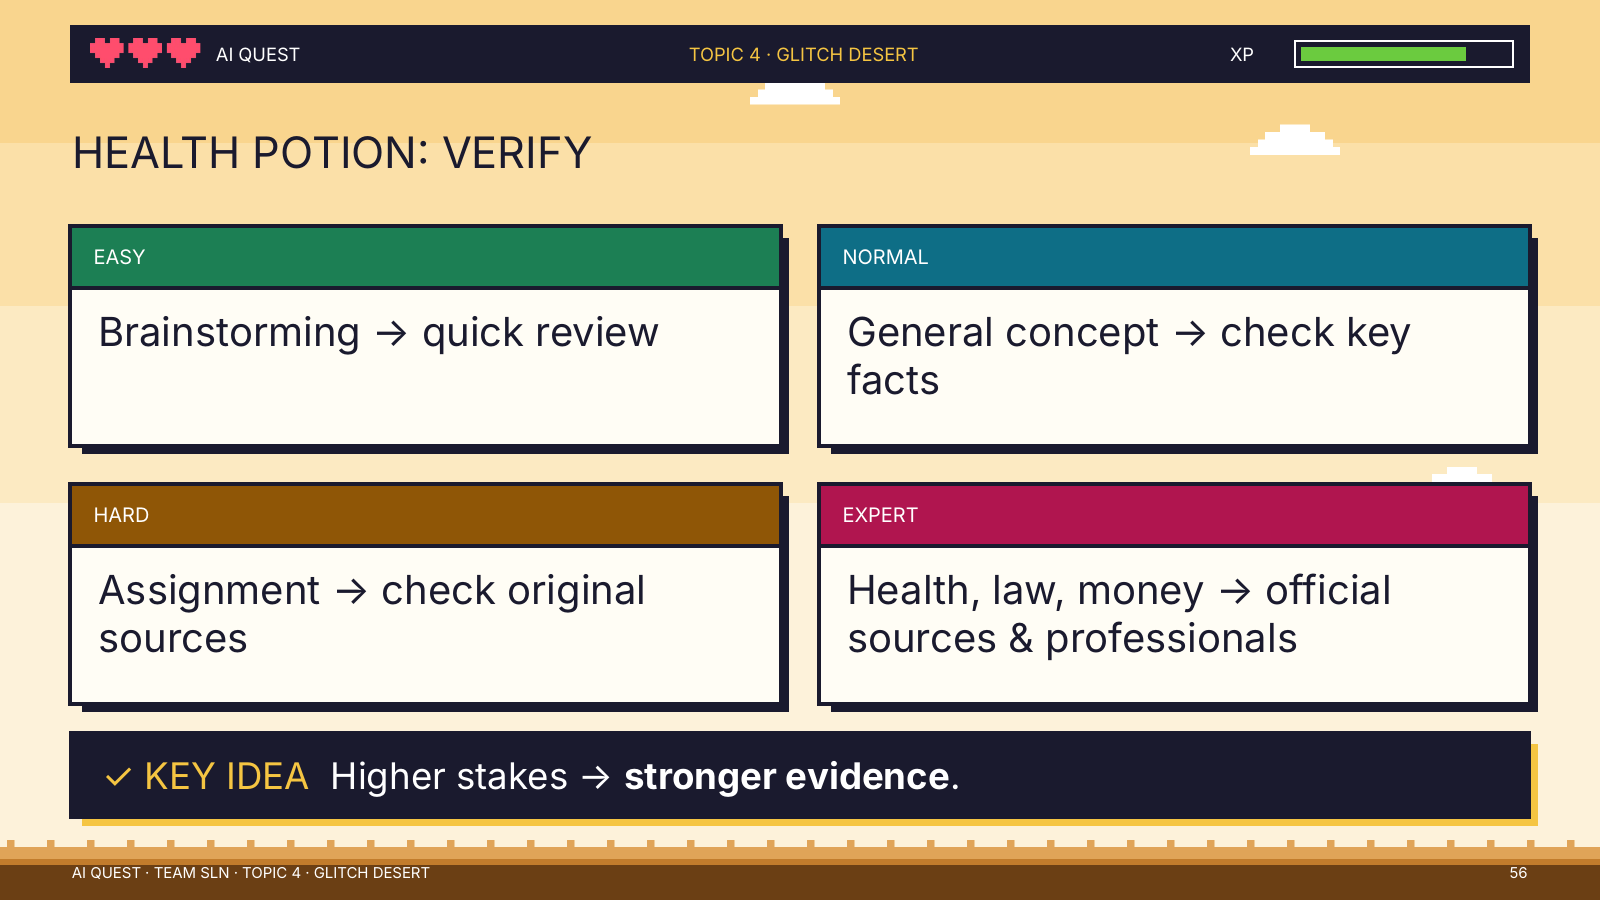 AI QUEST
TOPIC 4 · GLITCH DESERT
XP
HEALTH POTION: VERIFY
EASY
Brainstorming → quick review
NORMAL
General concept → check key
facts
HARD
Assignment → check original
sources
EXPERT
Health, law, money → official
sources & professionals
✓ KEY IDEA Higher stakes → stronger evidence.
AI QUEST · TEAM SLN · TOPIC 4 · GLITCH DESERT
56